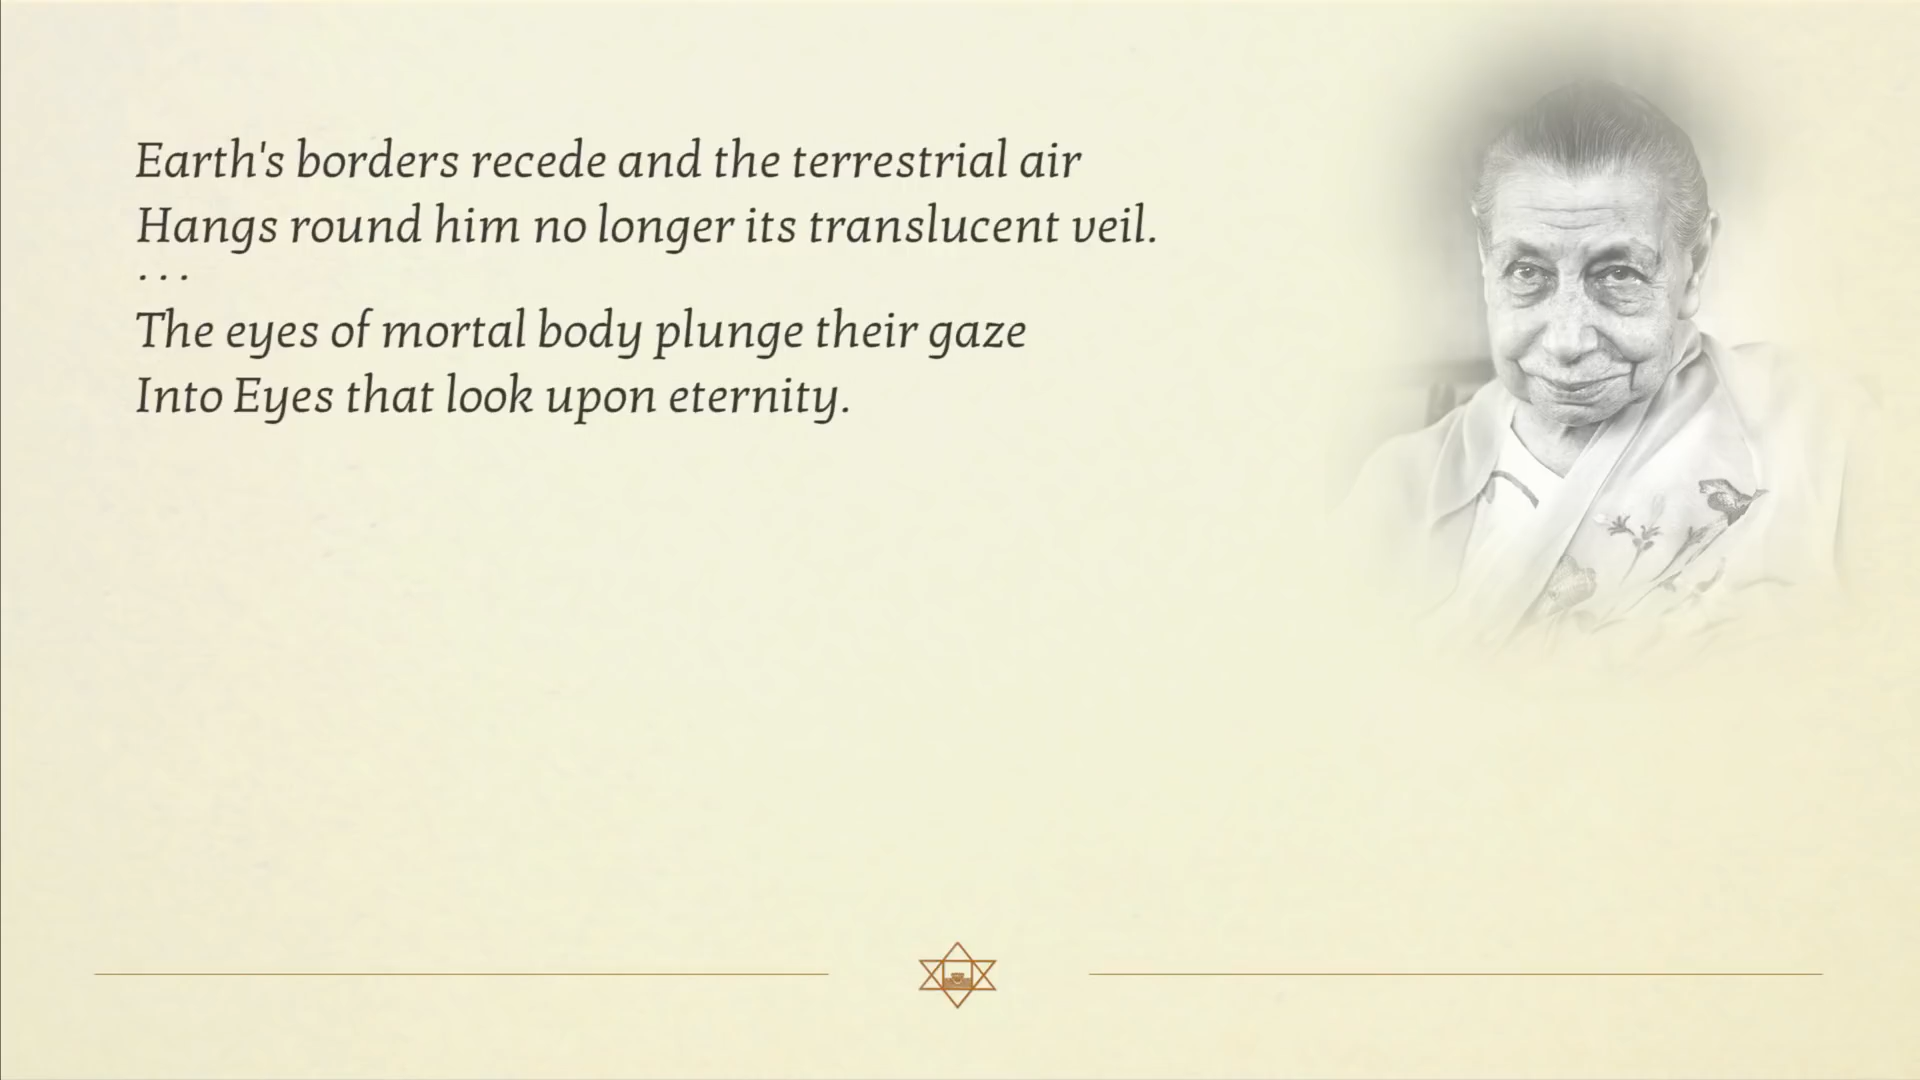 Earth's borders recede and the terrestrial air
Hangs round him no longer its translucent veil.
. . .
The eyes of mortal body plunge their gaze
Into Eyes that look upon eternity.